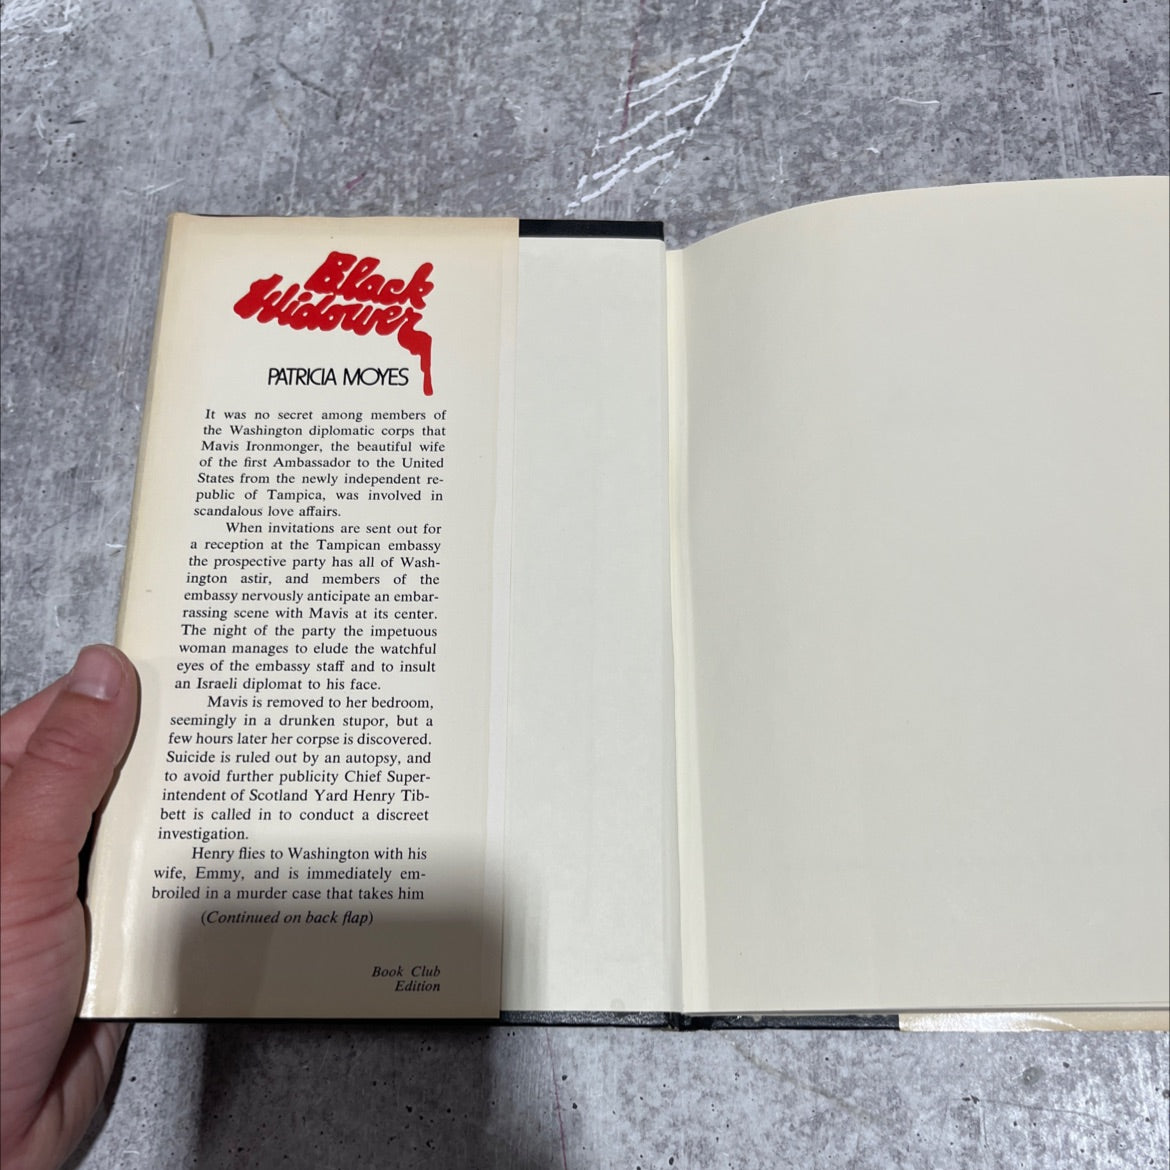 Black
Widower
PATRICIA MOYES
It was no secret among members of
the Washington diplomatic corps that
Mavis Ironmonger, the beautiful wife
of the first Ambassador to the United
States from the newly independent re-
public of Tampica, was involved in
scandalous love affairs.
When invitations are sent out for
a reception at the Tampican embassy
the prospective party has all of Wash-
ington astir, and members of the
embassy nervously anticipate an embar-
rassing scene with Mavis at its center.
The night of the party the impetuous
woman manages to elude the watchful
eyes of the embassy staff and to insult
an Israeli diplomat to his face.
Mavis is removed to her bedroom,
seemingly in a drunken stupor, but a
few hours later her corpse is discovered.
Suicide is ruled out by an autopsy, and
to avoid further publicity Chief Super-
intendent of Scotland Yard Henry Tib-
bett is called in to conduct a discreet
investigation.
Henry flies to Washington with his
wife, Emmy, and is immediately em-
broiled in a murder case that takes him
(Continued on back flap)
Book Club
Edition